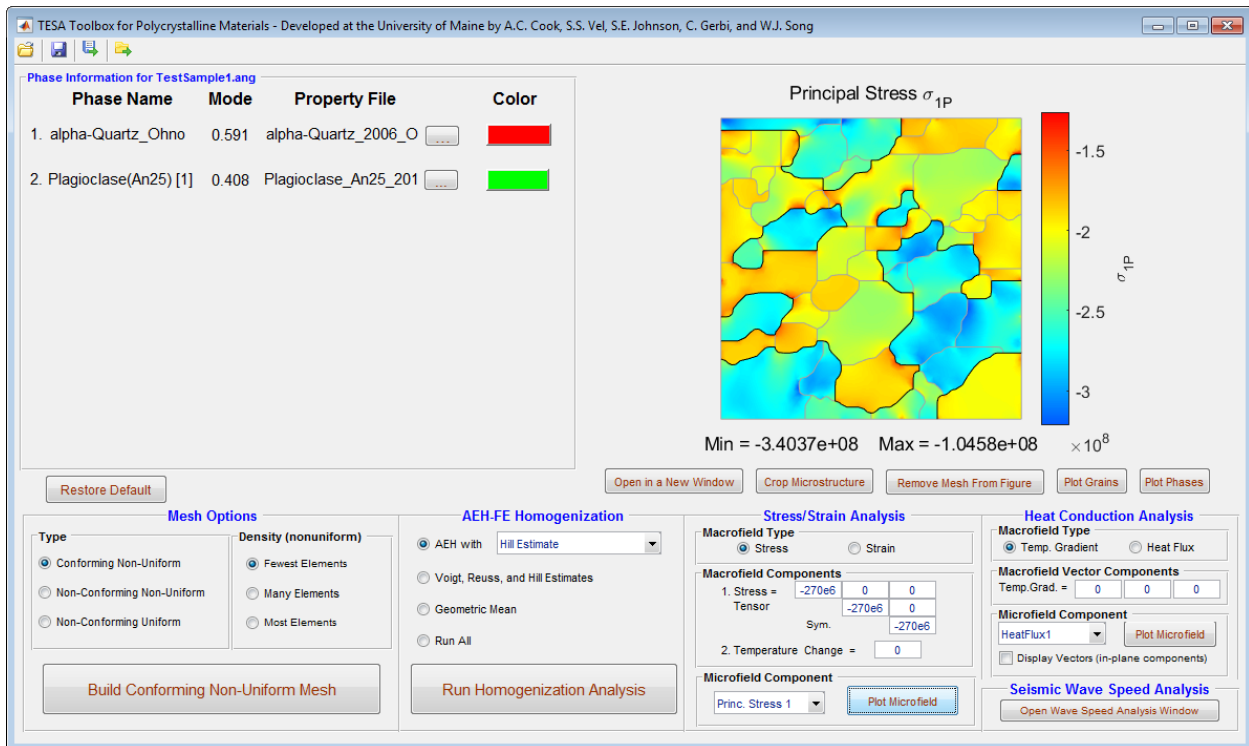 TESA Toolbox for Polycrystalline Materials - Developed at the University of Maine by A.C. Cook, S.S. Vel, S.E. Johnson, C. Gerbi, and W.J. Song
Phase Information for TestSample1.ang
Phase Name Mode Property File Color
1. alpha-Quartz_Ohno 0.591 alpha-Quartz_2006_O ...
2. Plagioclase(An25) [1] 0.408 Plagioclase_An25_201 ...
Principal Stress σ1P
-1.5
-2
-2.5
-3
σ1P
Min = -3.4037e+08 Max = -1.0458e+08 ×10^8
Restore Default
Open in a New Window
Crop Microstructure
Remove Mesh From Figure
Plot Grains
Plot Phases
Mesh Options
Type
Conforming Non-Uniform
Non-Conforming Non-Uniform
Non-Conforming Uniform
Density (nonuniform)
Fewest Elements
Many Elements
Most Elements
Build Conforming Non-Uniform Mesh
AEH-FE Homogenization
AEH with Hill Estimate
Voigt, Reuss, and Hill Estimates
Geometric Mean
Run All
Run Homogenization Analysis
Stress/Strain Analysis
Macrofield Type
Stress Strain
Macrofield Components
1. Stress = -270e6 0 0
Tensor -270e6 0
Sym. -270e6
2. Temperature Change = 0
Microfield Component
Princ. Stress 1 Plot Microfield
Heat Conduction Analysis
Macrofield Type
Temp. Gradient Heat Flux
Macrofield Vector Components
Temp.Grad. = 0 0 0
Microfield Component
HeatFlux1 Plot Microfield
Display Vectors (in-plane components)
Seismic Wave Speed Analysis
Open Wave Speed Analysis Window